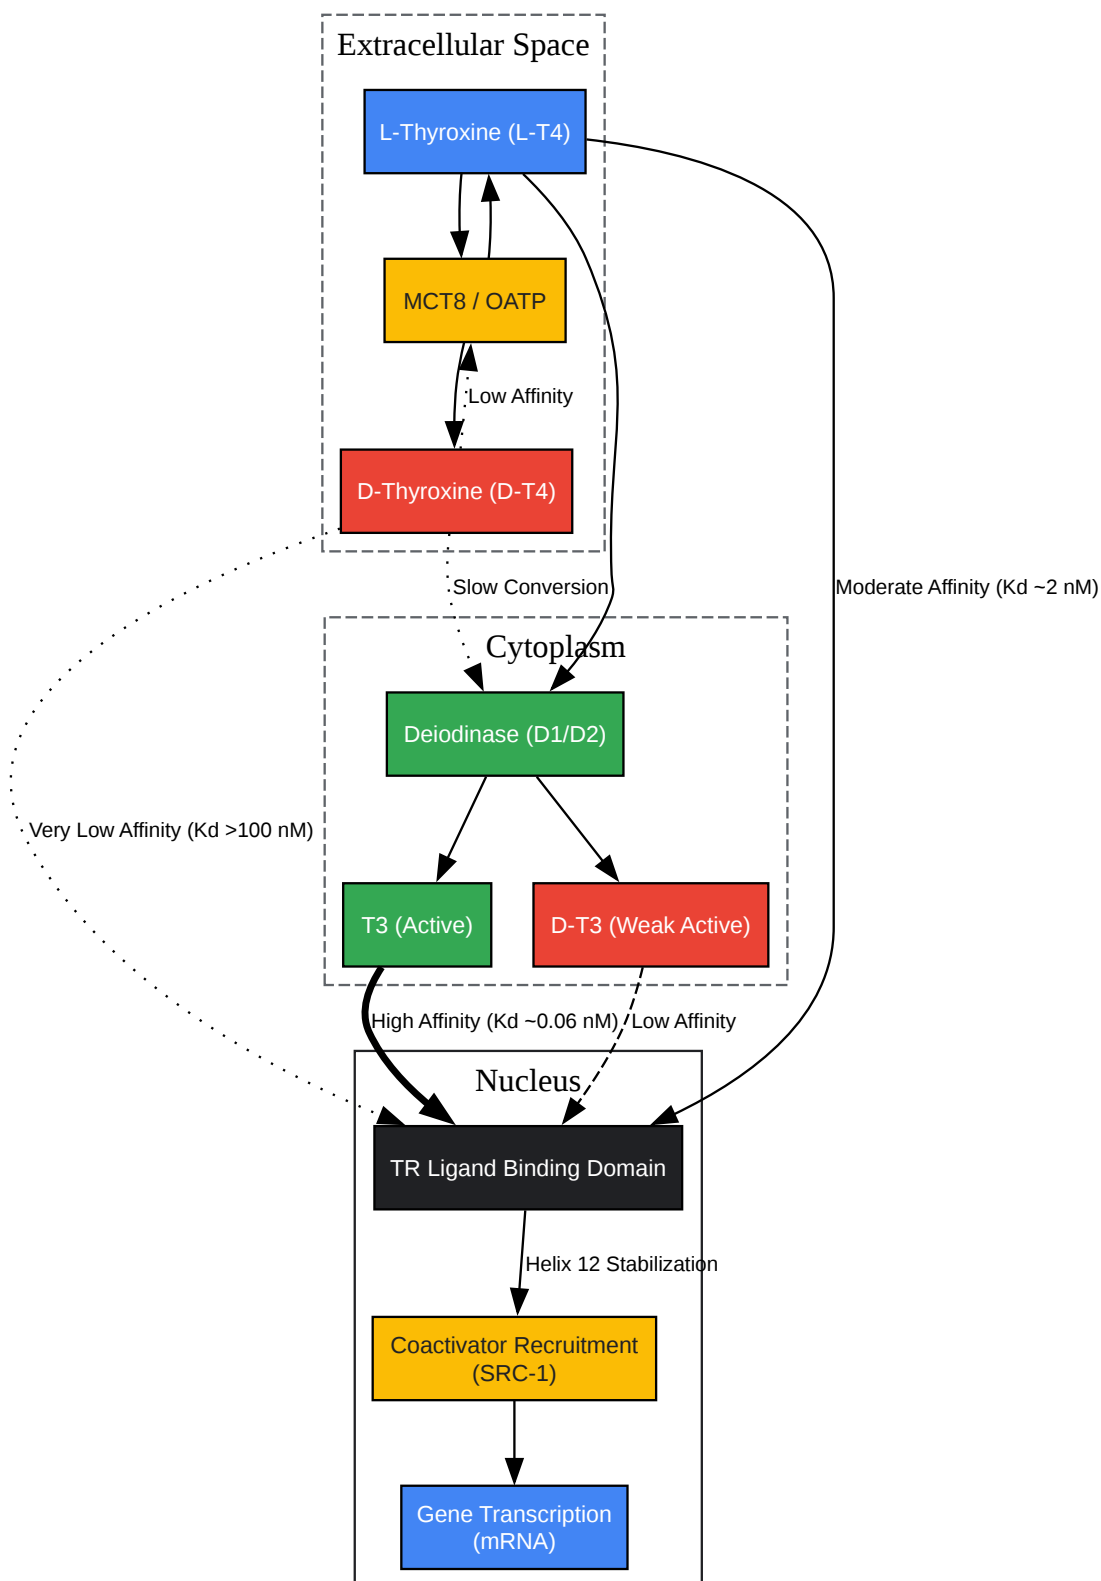 Extracellular Space
L-Thyroxine (L-T4)
MCT8 / OATP
Low Affinity
D-Thyroxine (D-T4)
Slow Conversion
Moderate Affinity (Kd ~2 nM)
Cytoplasm
Deiodinase (D1/D2)
Very Low Affinity (Kd >100 nM)
T3 (Active)
D-T3 (Weak Active)
High Affinity (Kd ~0.06 nM)
Low Affinity
Nucleus
TR Ligand Binding Domain
Helix 12 Stabilization
Coactivator Recruitment
(SRC-1)
Gene Transcription
(mRNA)